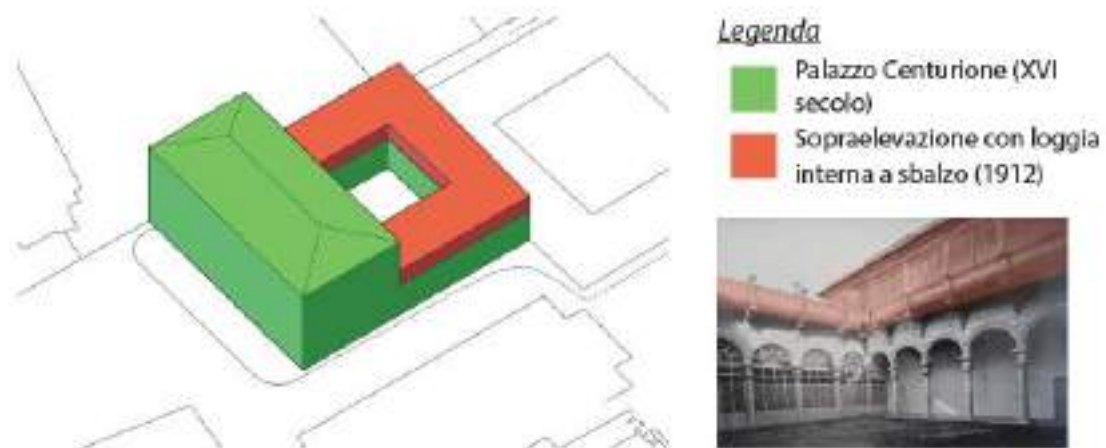 Legenda
Palazzo Centurione (XVI
secolo)
Sopraelevazione con loggia
interna a sbalzo (1912)